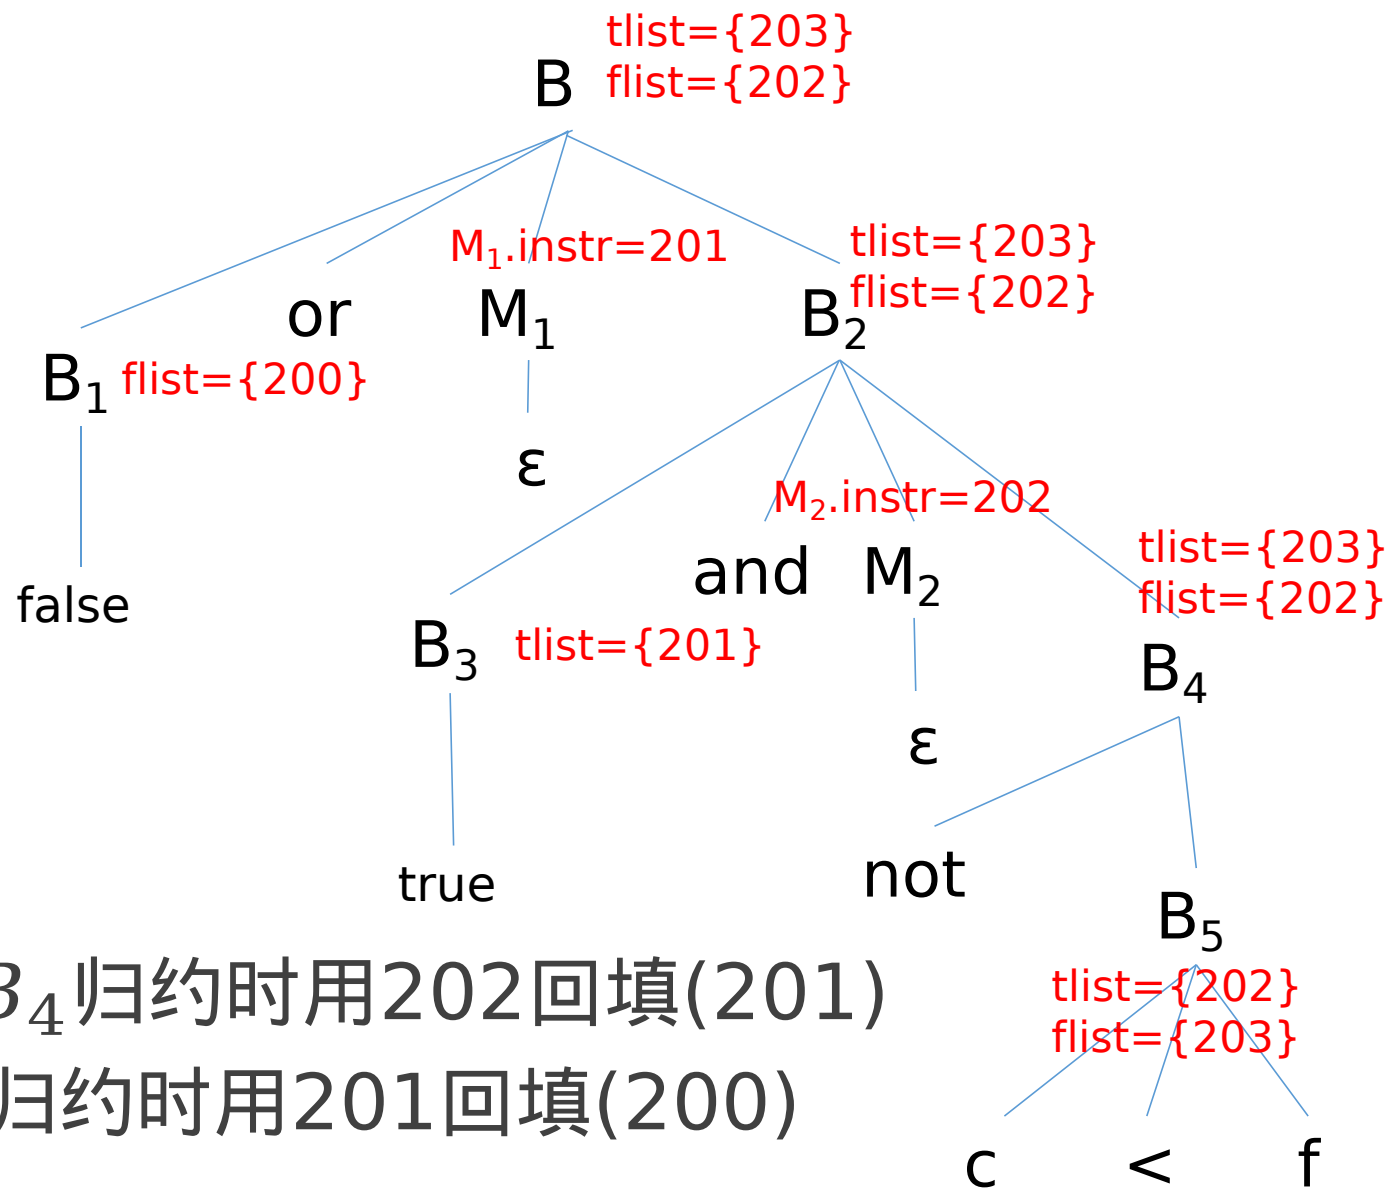 tlist={203}
B flist={202}
M₁.instr=201 tlist={203}
or M₁ B₂ flist={202}
B₁ flist={200}
ε
M₂.instr=202
and M₂ tlist={203}
false flist={202}
B₃ tlist={201} B₄
ε
true not
B₅
B₄归约时用202回填(201) tlist={202}
flist={203}
归约时用201回填(200)
c < f